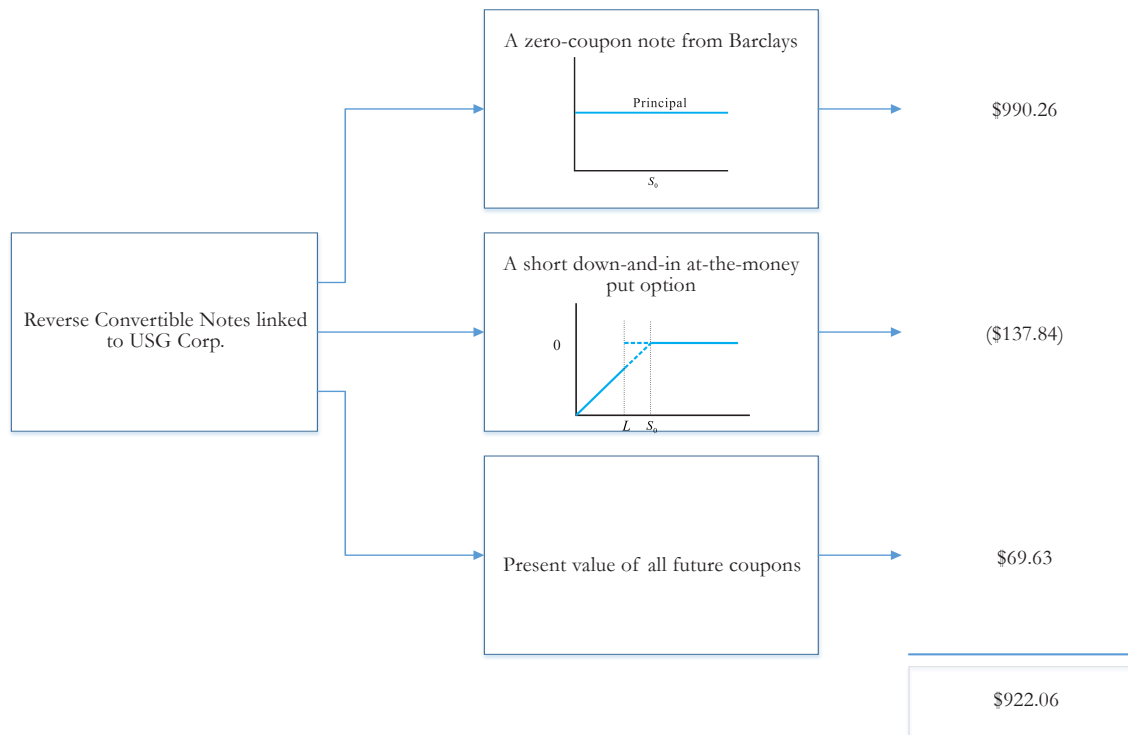 A zero-coupon note from Barclays
Principal
S₀
$990.26
Reverse Convertible Notes linked
to USG Corp.
A short down-and-in at-the-money
put option
0
L S₀
($137.84)
Present value of all future coupons
$69.63
$922.06